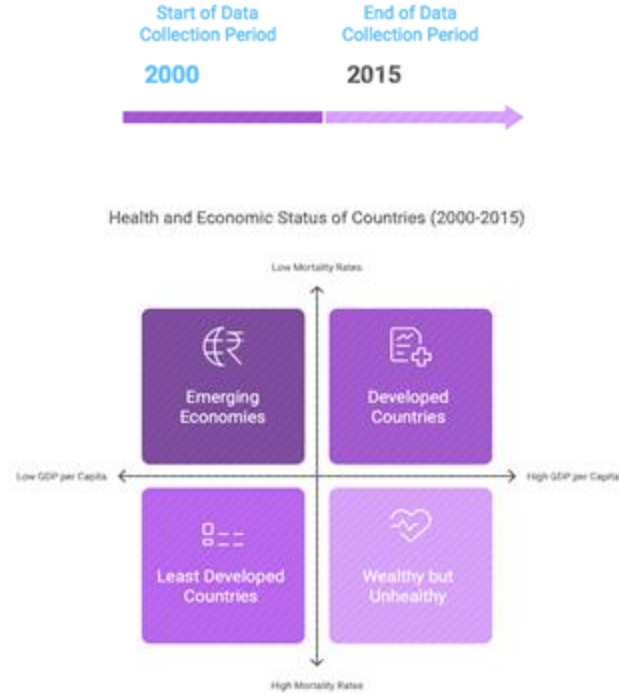 Start of Data
Collection Period
End of Data
Collection Period
2000
2015
Health and Economic Status of Countries (2000-2015)
Low Mortality Rates
Emerging
Economies
Developed
Countries
Low GDP per Capita
High GDP per Capita
Least Developed
Countries
Wealthy but
Unhealthy
High Mortality Rates